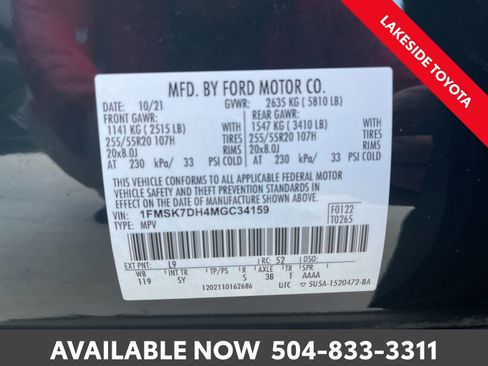 LAKESIDE TOYOTA
MFD. BY FORD MOTOR CO.
DATE: 10/21 GVWR: 2635 KG ( 5810 LB)
FRONT GAWR: REAR GAWR:
1141 KG ( 2515 LB) 1547 KG ( 3410 LB)
255/55R20 107H TIRES 255/55R20 107H TIRES
20x8.0J RIMS 20x8.0J RIMS
AT 230 kPa/ 33 PSI COLD AT 230 kPa/ 33 PSI COLD
THIS VEHICLE CONFORMS TO ALL APPLICABLE FEDERAL MOTOR
VEHICLE SAFETY AND THEFT PREVENTION STANDARDS IN
EFFECT ON THE DATE OF MANUFACTURE SHOWN ABOVE.
VIN: 1FMSK7DH4MGC34159 F0122
TYPE: MPV T0265
EXT PNT: L9 RC: 52
WB INT TR S AXLE TR SPR
119 SY 38 T AAAA
1202110162686 UTC 5U5A-1520472-BA
AVAILABLE NOW 504-833-3311